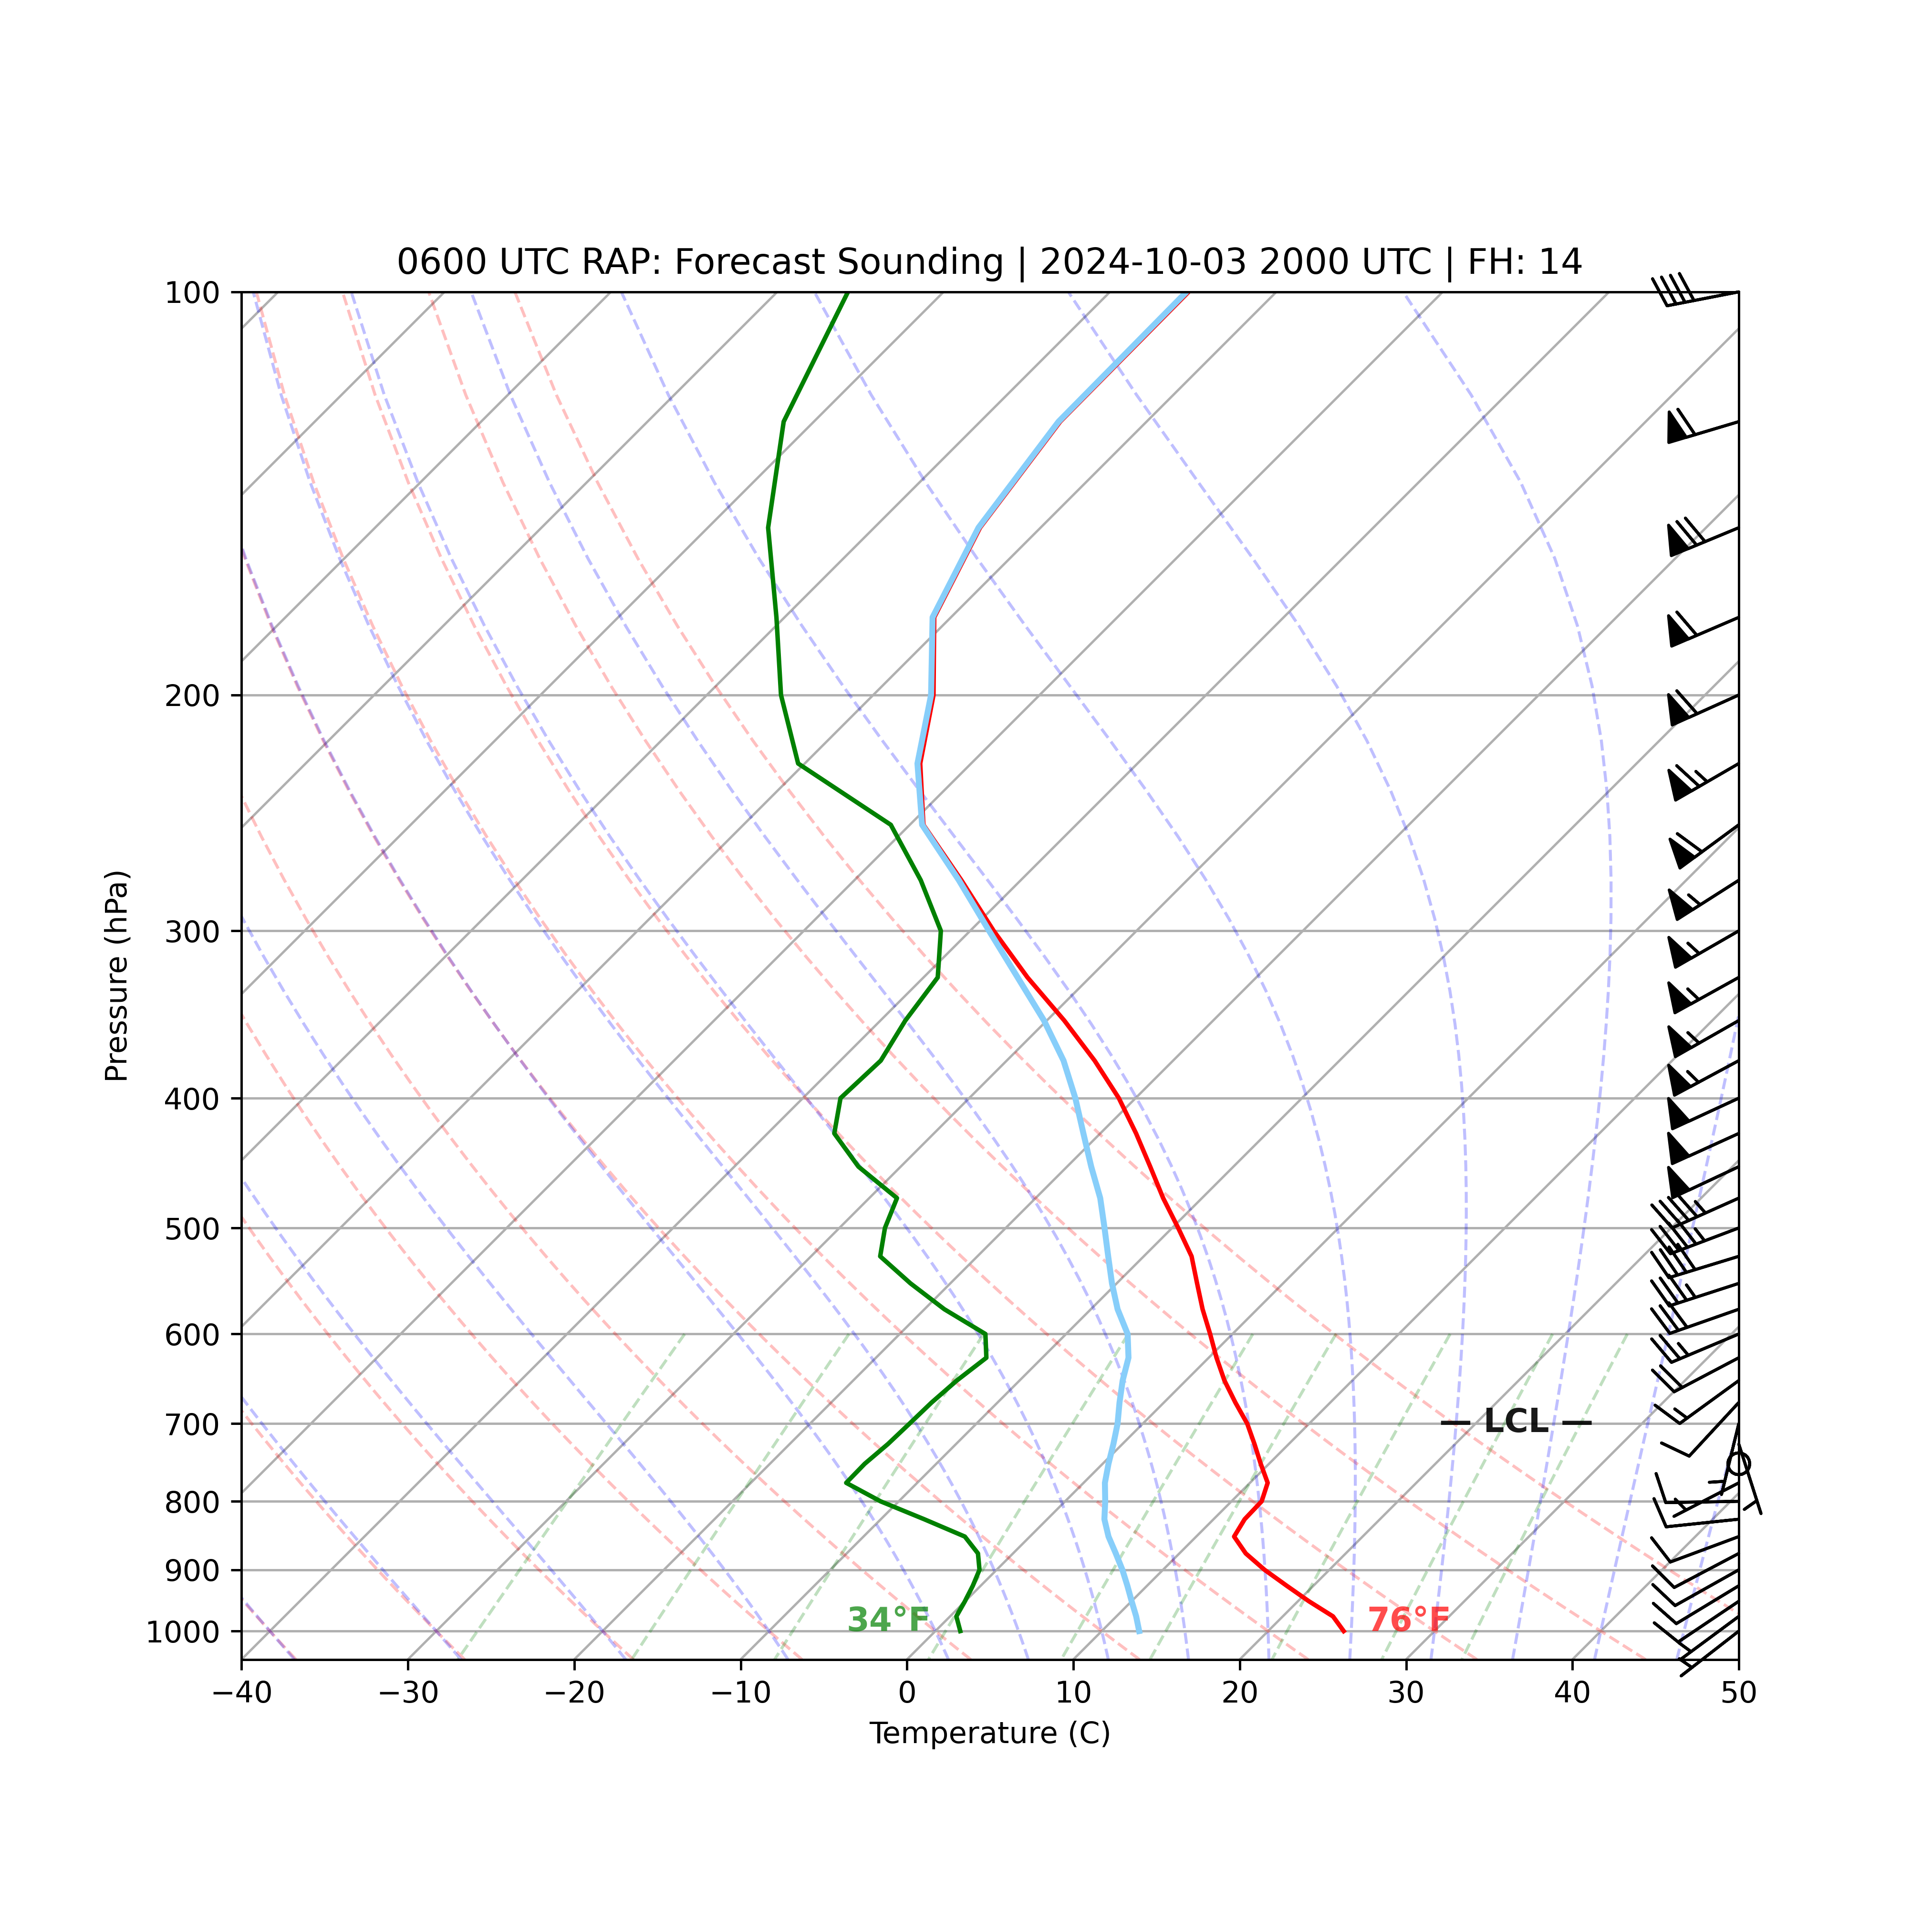 0600 UTC RAP: Forecast Sounding | 2024-10-03 2000 UTC | FH: 14
100
200
300
400
500
600
700
800
900
1000
Pressure (hPa)
— LCL —
34°F
76°F
−40 −30 −20 −10 0 10 20 30 40 50
Temperature (C)